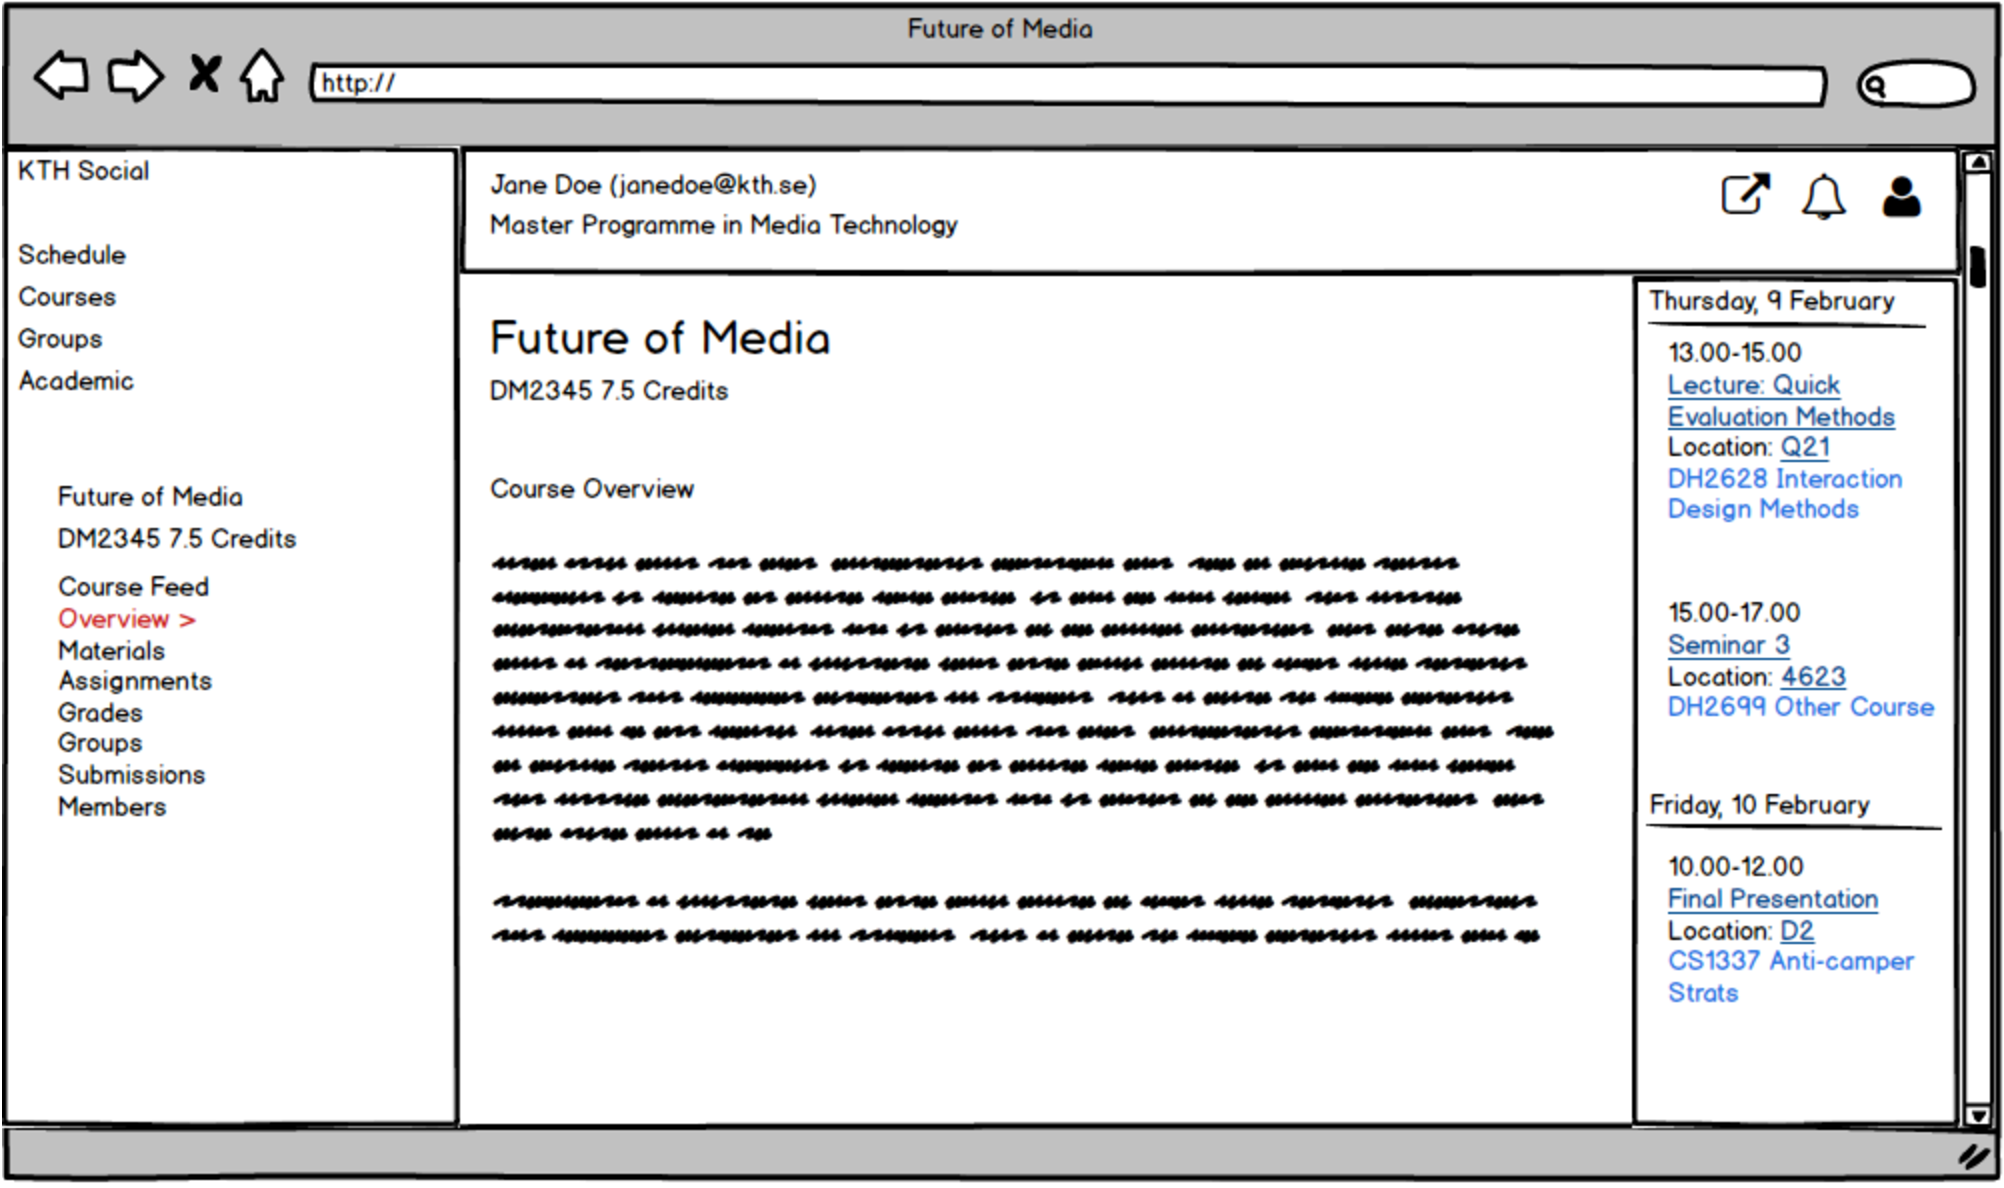 Future of Media
http://
KTH Social
Schedule
Courses
Groups
Academic
Future of Media
DM2345 7.5 Credits
Course Feed
Overview >
Materials
Assignments
Grades
Groups
Submissions
Members
Jane Doe (janedoe@kth.se)
Master Programme in Media Technology
Future of Media
DM2345 7.5 Credits
Course Overview
Thursday, 9 February
13.00-15.00
Lecture: Quick
Evaluation Methods
Location: Q21
DH2628 Interaction
Design Methods
15.00-17.00
Seminar 3
Location: 4623
DH2699 Other Course
Friday, 10 February
10.00-12.00
Final Presentation
Location: D2
CS1337 Anti-camper
Strats